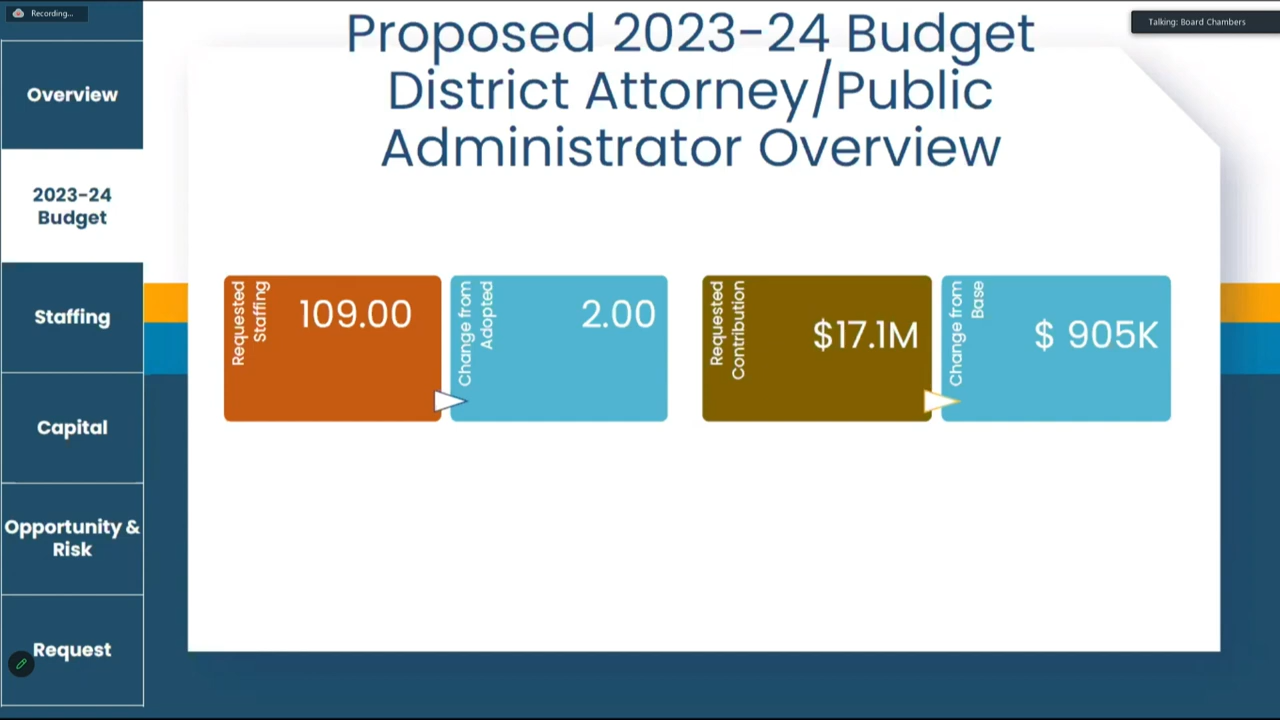 Recording...
Talking: Board Chambers
Proposed 2023-24 Budget
District Attorney/Public
Administrator Overview
Overview
2023-24
Budget
Staffing
Capital
Opportunity &
Risk
Request
Requested
Staffing
109.00
Change from
Adopted
2.00
Requested
Contribution
$17.1M
Change from
Base
$ 905K